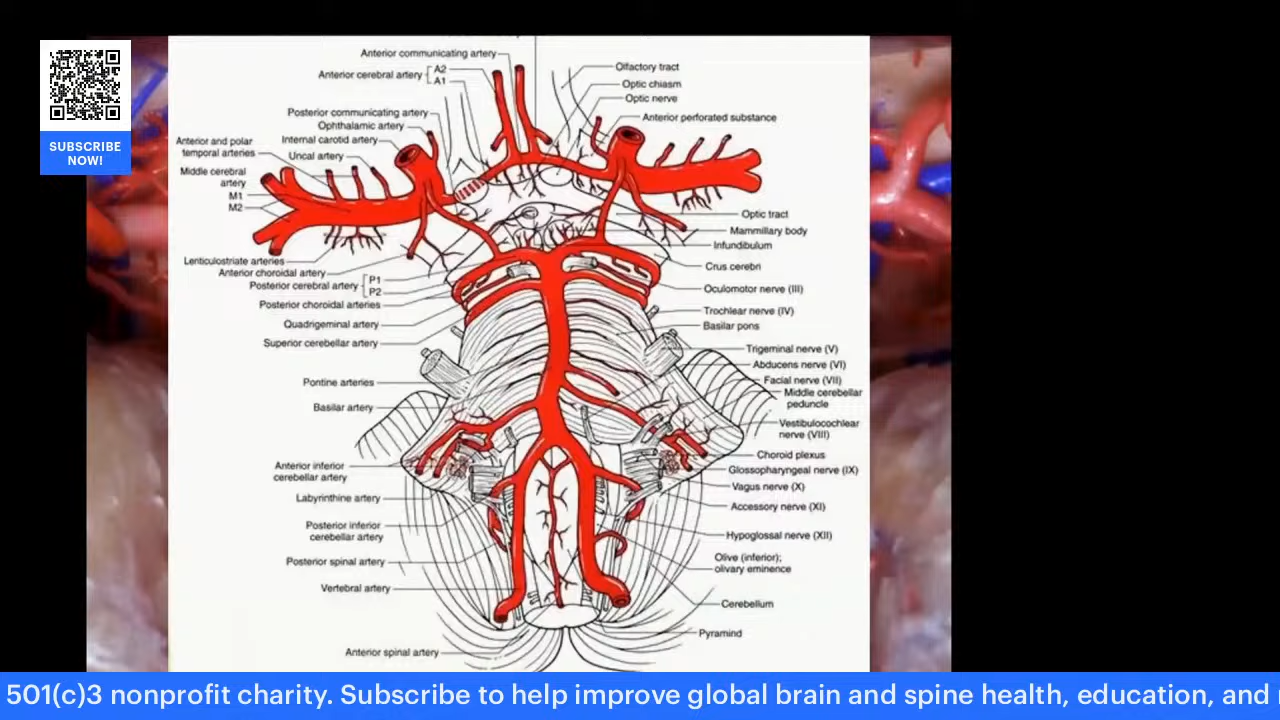 SUBSCRIBE
NOW!
Anterior communicating artery
Anterior cerebral artery
A2
A1
Posterior communicating artery
Ophthalmic artery
Anterior and polar
temporal arteries
Internal carotid artery
Uncal artery
Middle cerebral
artery
M1
M2
Lenticulostriate arteries
Anterior choroidal artery
Posterior cerebral artery
P1
P2
Posterior choroidal arteries
Quadrigeminal artery
Superior cerebellar artery
Pontine arteries
Basilar artery
Anterior inferior
cerebellar artery
Labyrinthine artery
Posterior inferior
cerebellar artery
Posterior spinal artery
Vertebral artery
Anterior spinal artery
Olfactory tract
Optic chiasm
Optic nerve
Anterior perforated substance
Optic tract
Mammillary body
Infundibulum
Crus cerebri
Oculomotor nerve (III)
Trochlear nerve (IV)
Basilar pons
Trigeminal nerve (V)
Abducens nerve (VI)
Facial nerve (VII)
Middle cerebellar
peduncle
Vestibulocochlear
nerve (VIII)
Choroid plexus
Glossopharyngeal nerve (IX)
Vagus nerve (X)
Accessory nerve (XI)
Hypoglossal nerve (XII)
Olive (inferior);
olivary eminence
Cerebellum
Pyramind
501(c)3 nonprofit charity. Subscribe to help improve global brain and spine health, education, and